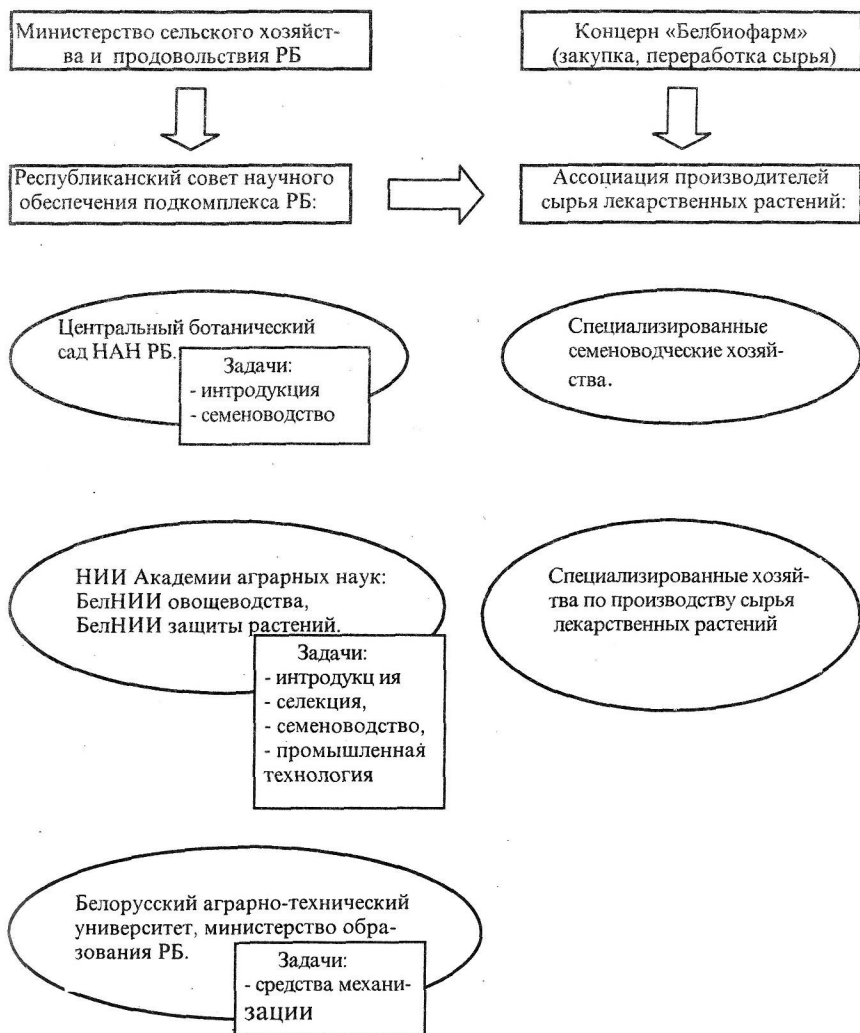 Министерство сельского хозяйст-
ва и продовольствия РБ
Концерн «Белбиофарм»
(закупка, переработка сырья)
Республиканский совет научного
обеспечения подкомплекса РБ:
Ассоциация производителей
сырья лекарственных растений:
Центральный ботанический
сад НАН РБ.
Задачи:
- интродукция
- семеноводство
Специализированные
семеноводческие хозяй-
ства.
НИИ Академии аграрных наук:
БелНИИ овощеводства,
БелНИИ защиты растений.
Задачи:
- интродукц ия
- селекция,
- семеноводство,
- промышленная
технология
Специализированные хозяй-
тва по производству сырья
лекарственных растений
Белорусский аграрно-технический
университет, министерство обра-
зования РБ.
Задачи:
- средства механи-
зации